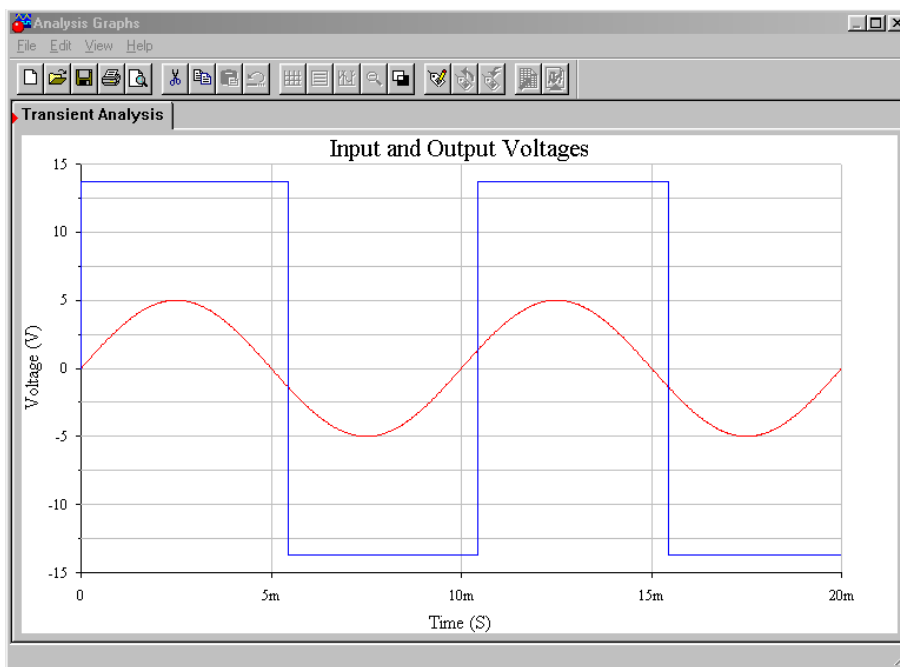 Analysis Graphs
File Edit View Help
Transient Analysis
Input and Output Voltages
15
10
5
0
-5
-10
-15
Voltage (V)
0 5m 10m 15m 20m
Time (S)